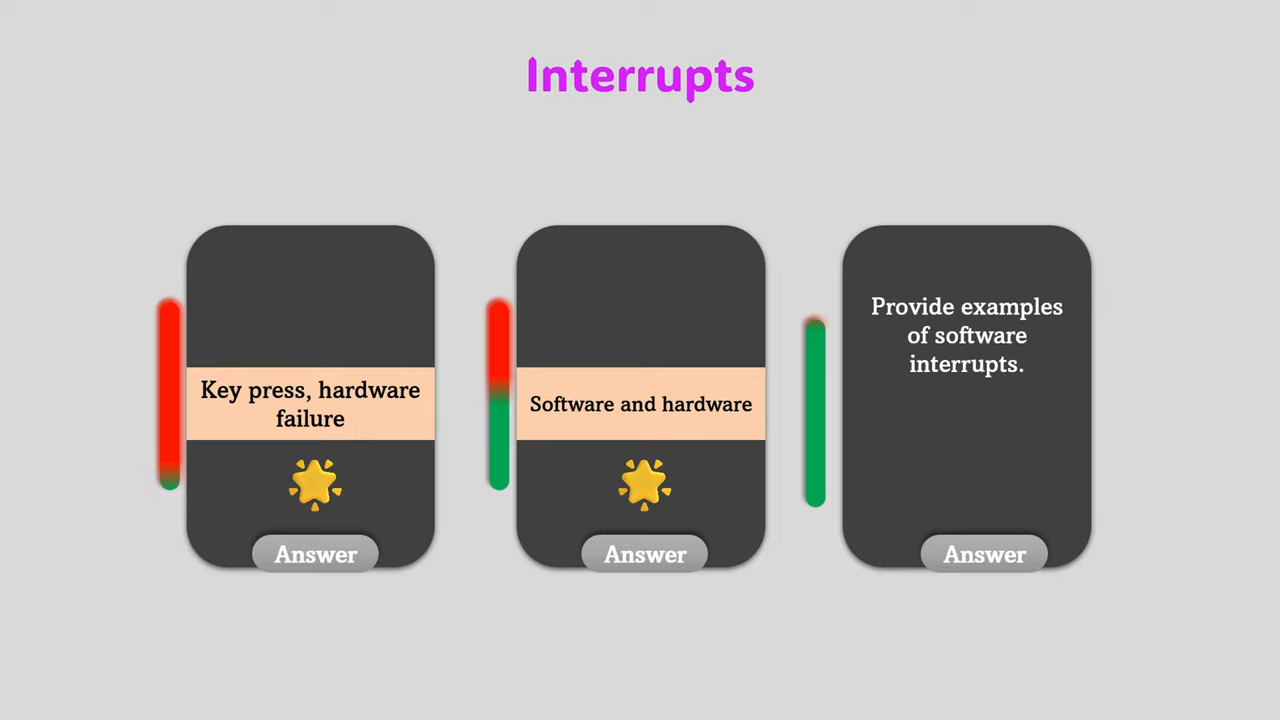 Interrupts
Key press, hardware
failure
Answer
Software and hardware
Answer
Provide examples
of software
interrupts.
Answer